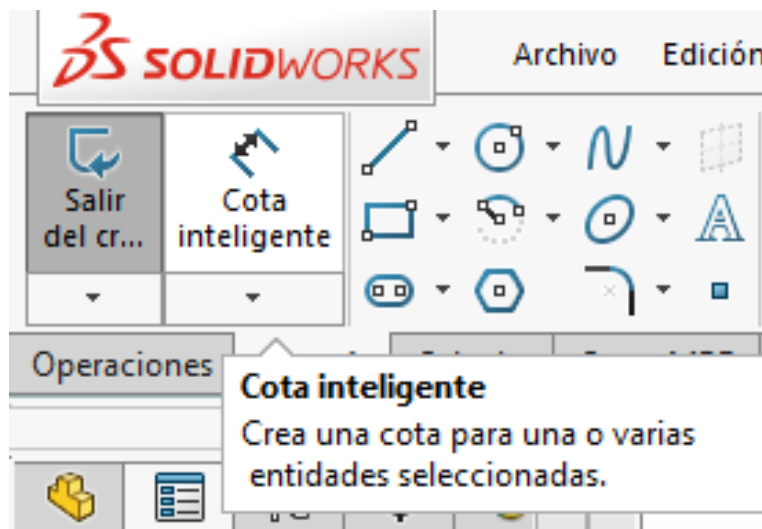 SOLIDWORKS
Archivo Edición
Salir
del cr...
Cota
inteligente
Operaciones
Cota inteligente
Crea una cota para una o varias
entidades seleccionadas.